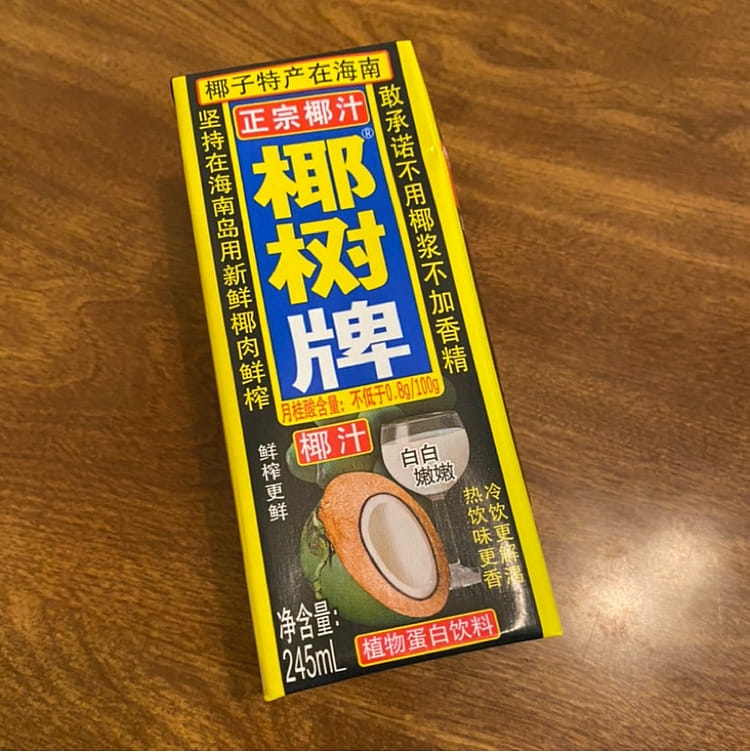 椰子特产在海南
正宗椰汁
椰树牌®
坚持在海南岛用新鲜椰肉鲜榨
敢承诺不用椰浆不加香精
月桂酸含量：不低于0.8g/100g
椰汁
白白
嫩嫩
鲜榨更鲜
冷饮更解渴
热饮味更香
净含量：
245mL
植物蛋白饮料